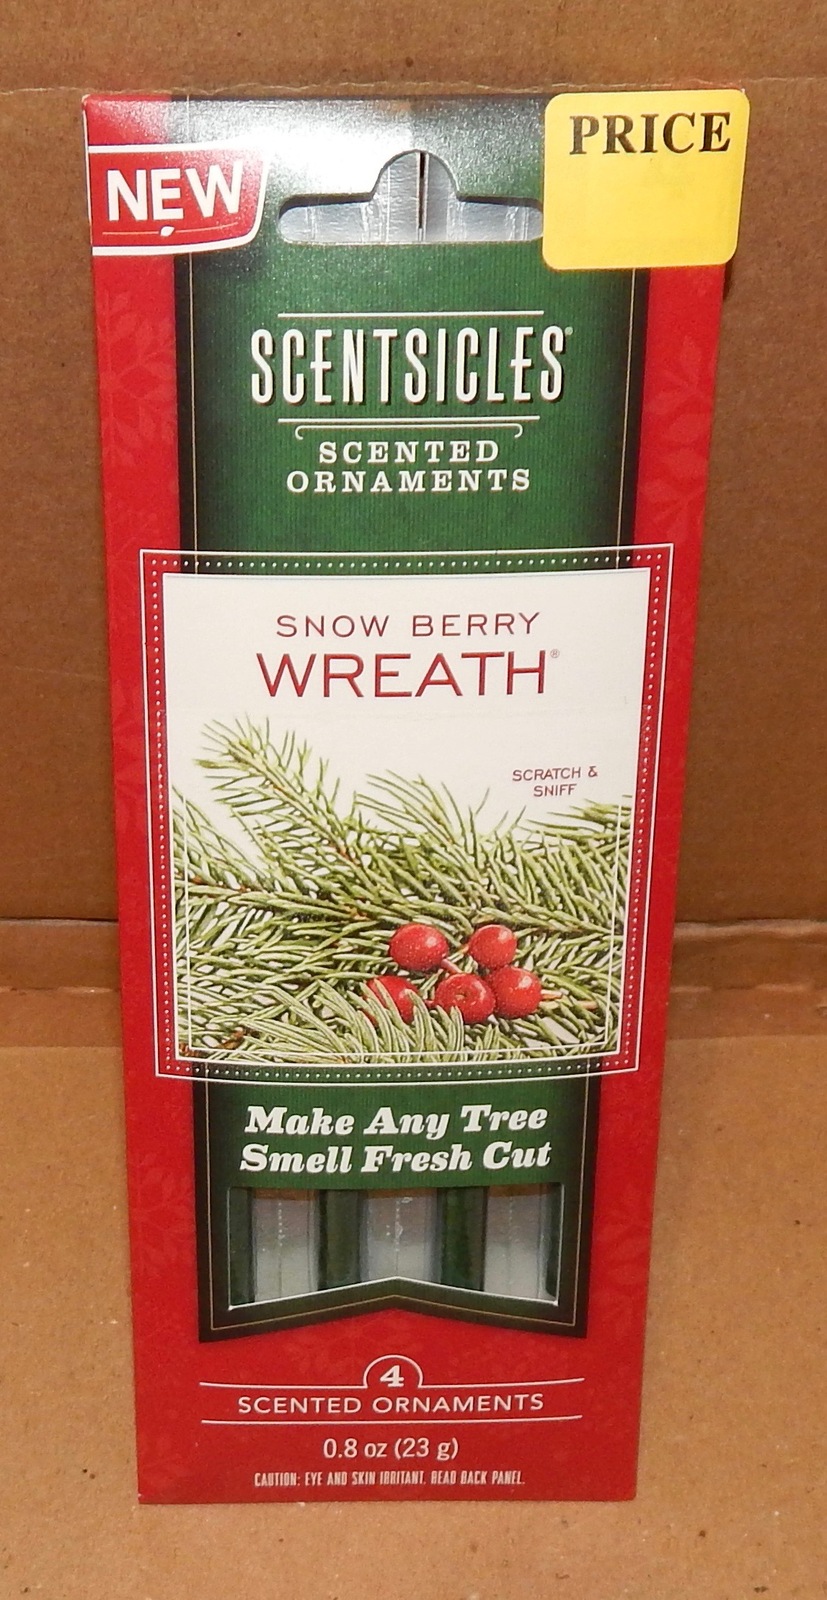 PRICE
NEW
SCENTSICLES®
SCENTED
ORNAMENTS
SNOW BERRY
WREATH®
SCRATCH &
SNIFF
Make Any Tree
Smell Fresh Cut
4
SCENTED ORNAMENTS
0.8 oz (23 g)
CAUTION: EYE AND SKIN IRRITANT. READ BACK PANEL.